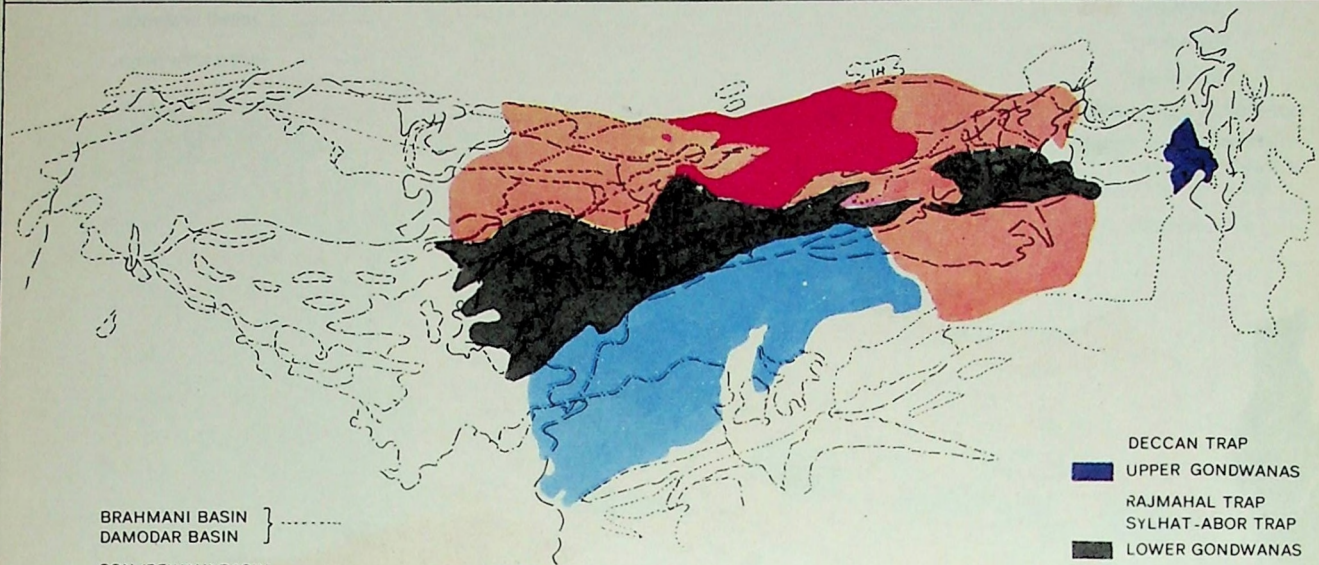 BRAHMANI BASIN
DAMODAR BASIN
DECCAN TRAP
UPPER GONDWANAS
RAJMAHAL TRAP
SYLHAT-ABOR TRAP
LOWER GONDWANAS